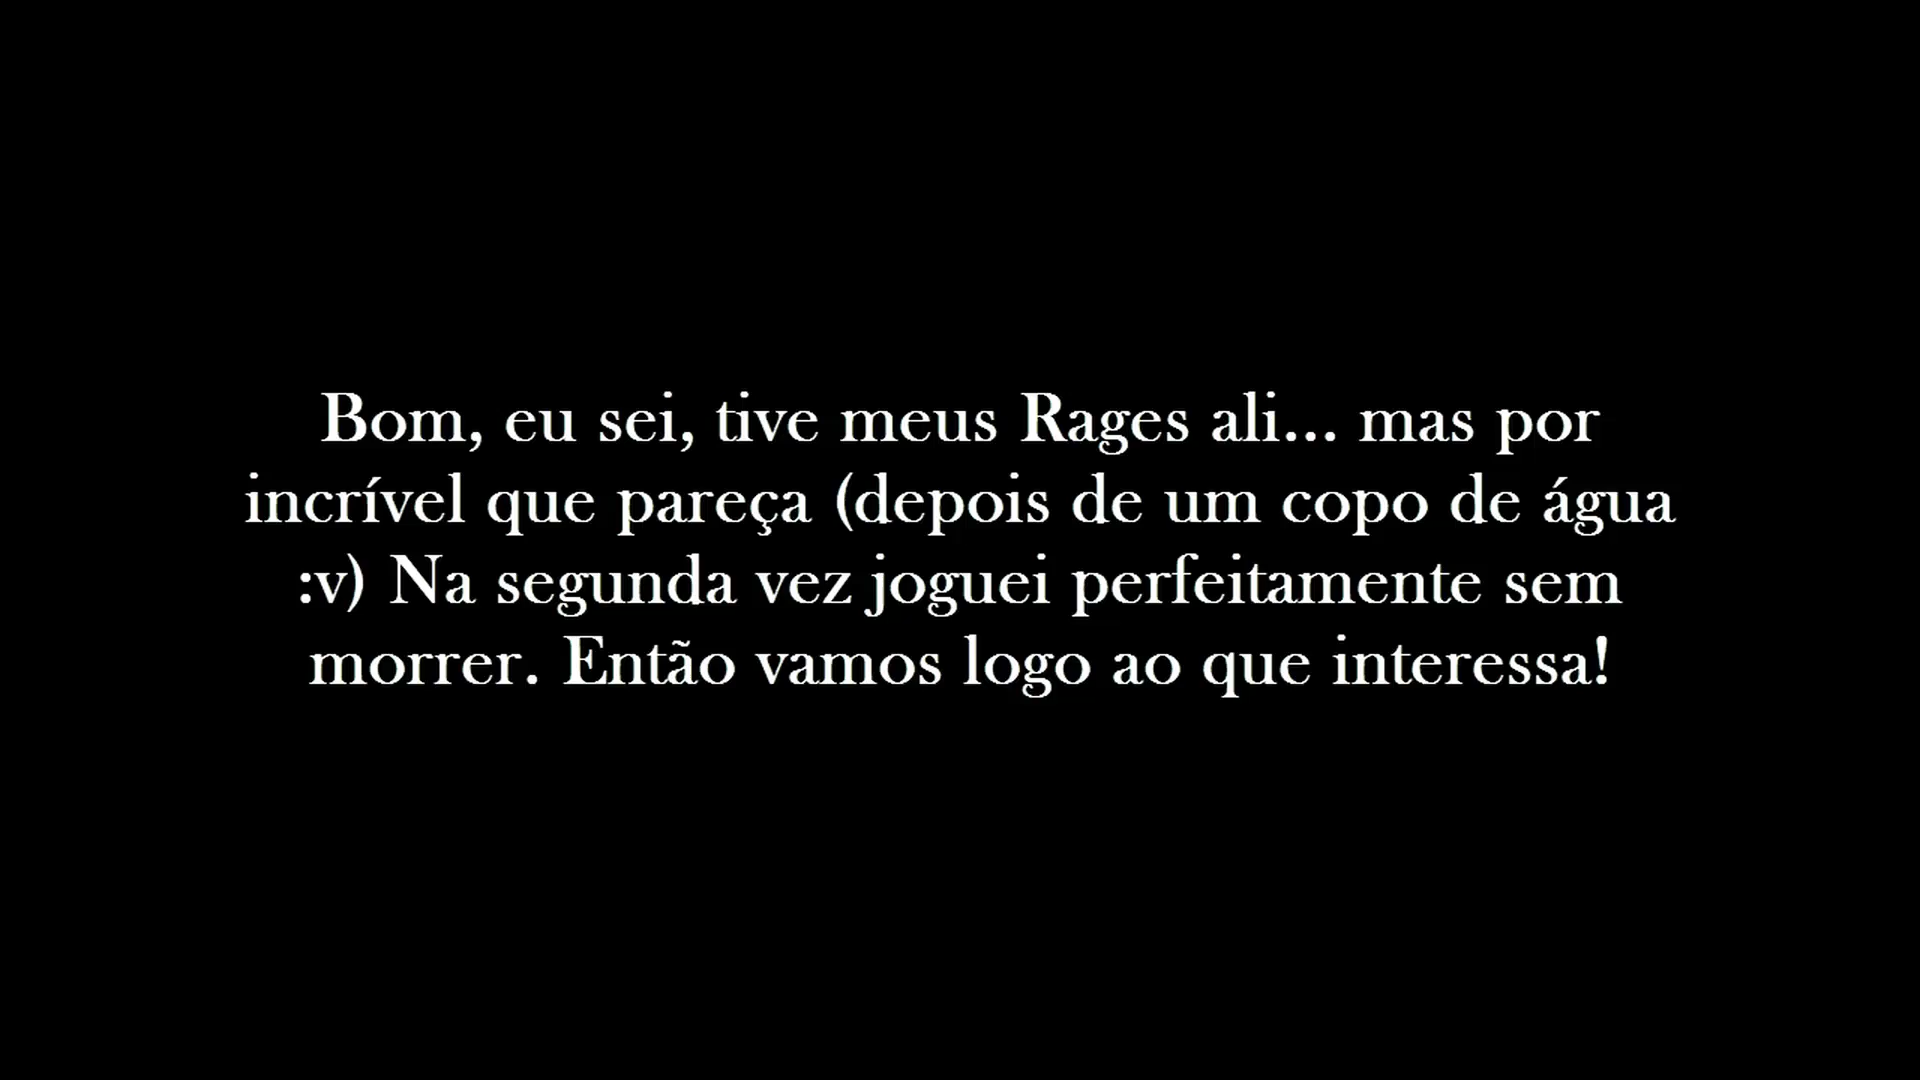 Bom, eu sei, tive meus Rages ali... mas por
incrível que pareça (depois de um copo de água
:v) Na segunda vez joguei perfeitamente sem
morrer. Então vamos logo ao que interessa!